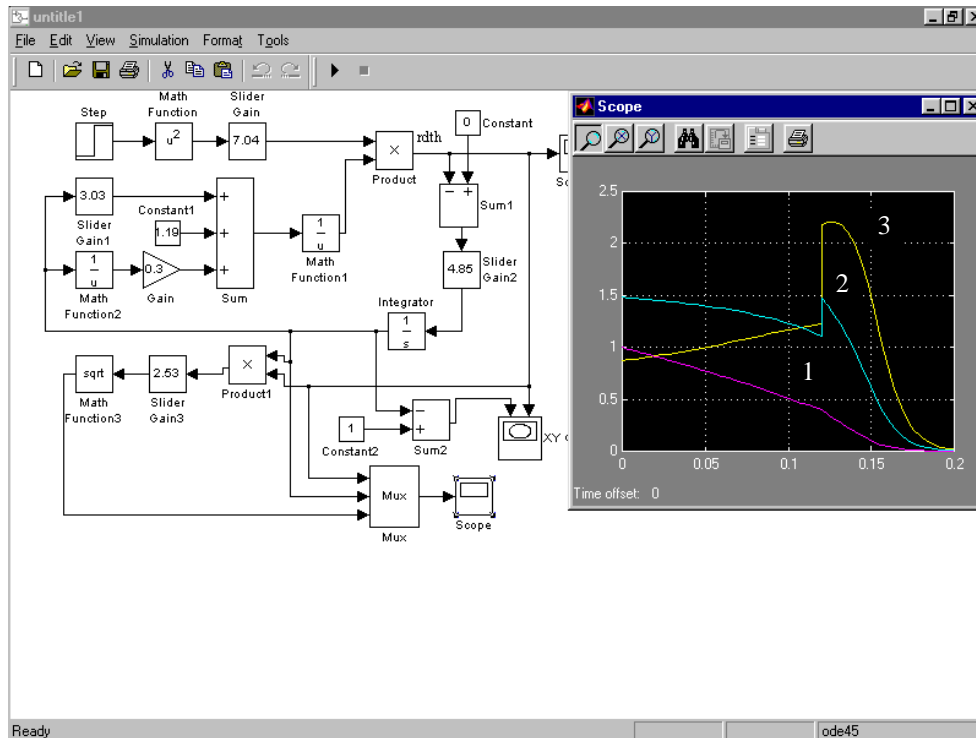 untitle1
File Edit View Simulation Format Tools
Step
Math
Function
u2
Slider
Gain
7.04
×
rdth
Product
0
Constant
− +
Sum1
3.03
Slider
Gain1
Constant1
1.19
1
u
Math
Function2
0.3
Gain
+
+
+
Sum
1
u
Math
Function1
4.85
Slider
Gain2
Integrator
1
s
sqrt
Math
Function3
2.53
Slider
Gain3
×
Product1
1
Constant2
−
+
Sum2
XY
Mux
Mux
Scope
Scope
2.5
2
1.5
1
0.5
0
0
0.05
0.1
0.15
0.2
1
2
3
Time offset: 0
Ready
ode45